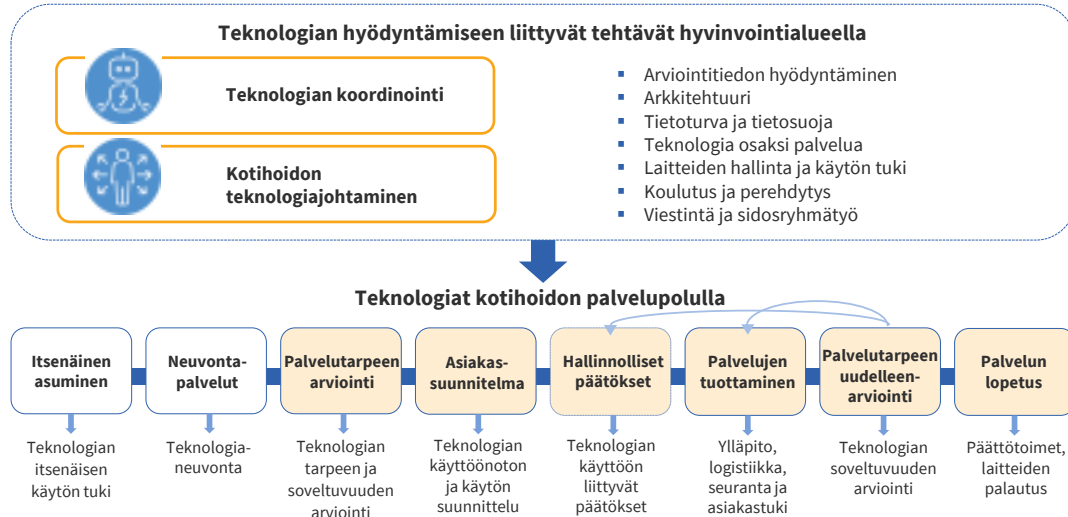 Teknologian hyödyntämiseen liittyvät tehtävät hyvinvointialueella
Teknologian koordinointi
Kotihoidon
teknologiajohtaminen
▪ Arviointitiedon hyödyntäminen
▪ Arkkitehtuuri
▪ Tietoturva ja tietosuoja
▪ Teknologia osaksi palvelua
▪ Laitteiden hallinta ja käytön tuki
▪ Koulutus ja perehdytys
▪ Viestintä ja sidosryhmätyö
Teknologiat kotihoidon palvelupolulla
Itsenäinen
asuminen
Neuvonta-
palvelut
Palvelutarpeen
arviointi
Asiakas-
suunnitelma
Hallinnolliset
päätökset
Palvelujen
tuottaminen
Palvelutarpeen
uudelleen-
arviointi
Palvelun
lopetus
Teknologian
itsenäisen
käytön tuki
Teknologia-
neuvonta
Teknologian
tarpeen ja
soveltuvuuden
arviointi
Teknologian
käyttöönoton
ja käytön
suunnittelu
Teknologian
käyttöön
liittyvät
päätökset
Ylläpito,
logistiikka,
seuranta ja
asiakastuki
Teknologian
soveltuvuuden
arviointi
Päättötoimet,
laitteiden
palautus